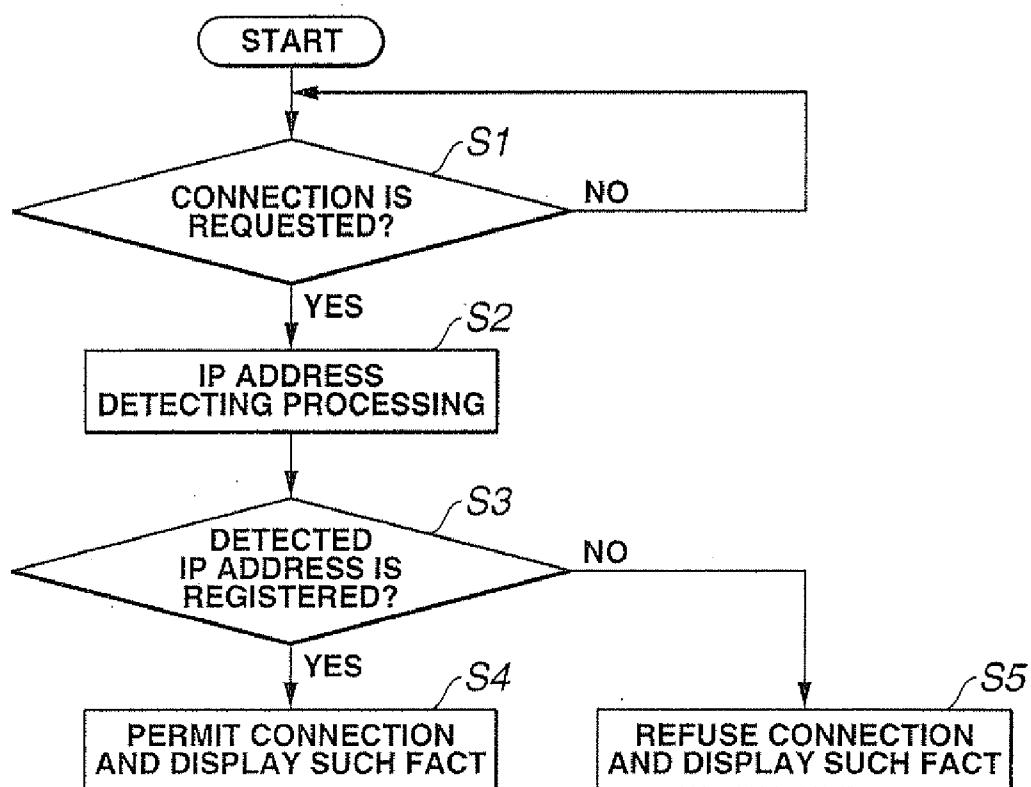 START
S1
CONNECTION IS
REQUESTED?
NO
YES
S2
IP ADDRESS
DETECTING PROCESSING
S3
DETECTED
IP ADDRESS IS
REGISTERED?
NO
YES
S4
PERMIT CONNECTION
AND DISPLAY SUCH FACT
S5
REFUSE CONNECTION
AND DISPLAY SUCH FACT